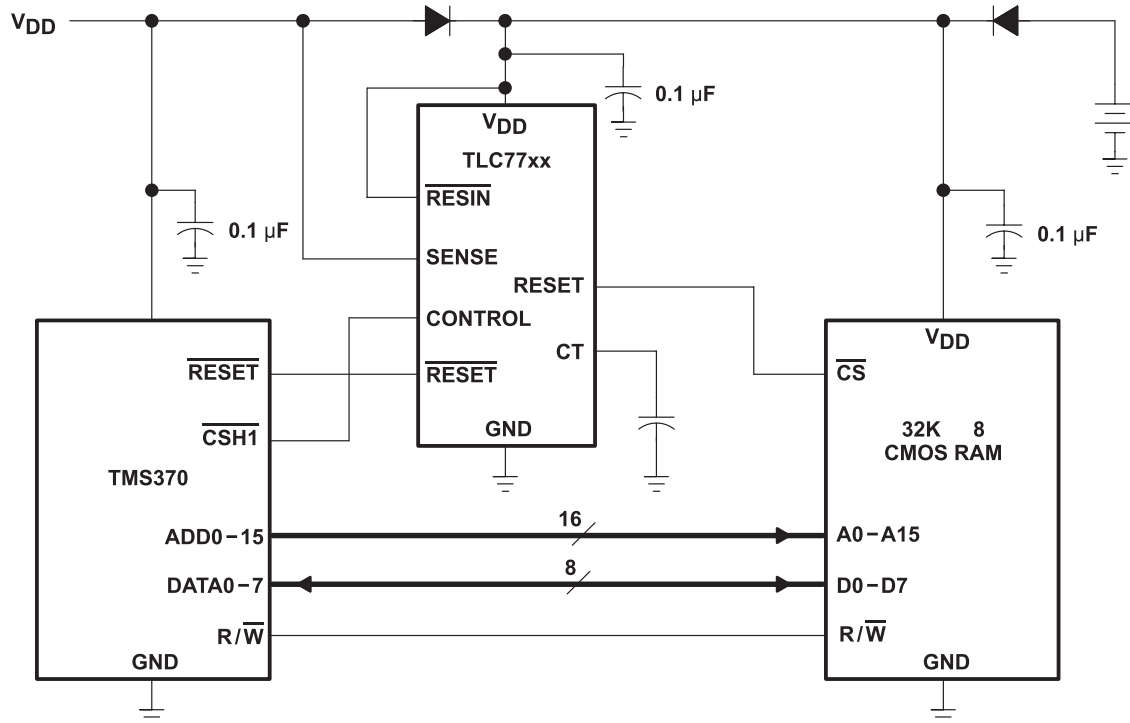 VDD
0.1 µF
VDD
TLC77xx
RESIN
SENSE
RESET
CONTROL
CT
RESET
GND
0.1 µF
0.1 µF
RESET
CSH1
TMS370
ADD0–15
DATA0–7
R/W
GND
16
8
VDD
CS
32K 8
CMOS RAM
A0–A15
D0–D7
R/W
GND